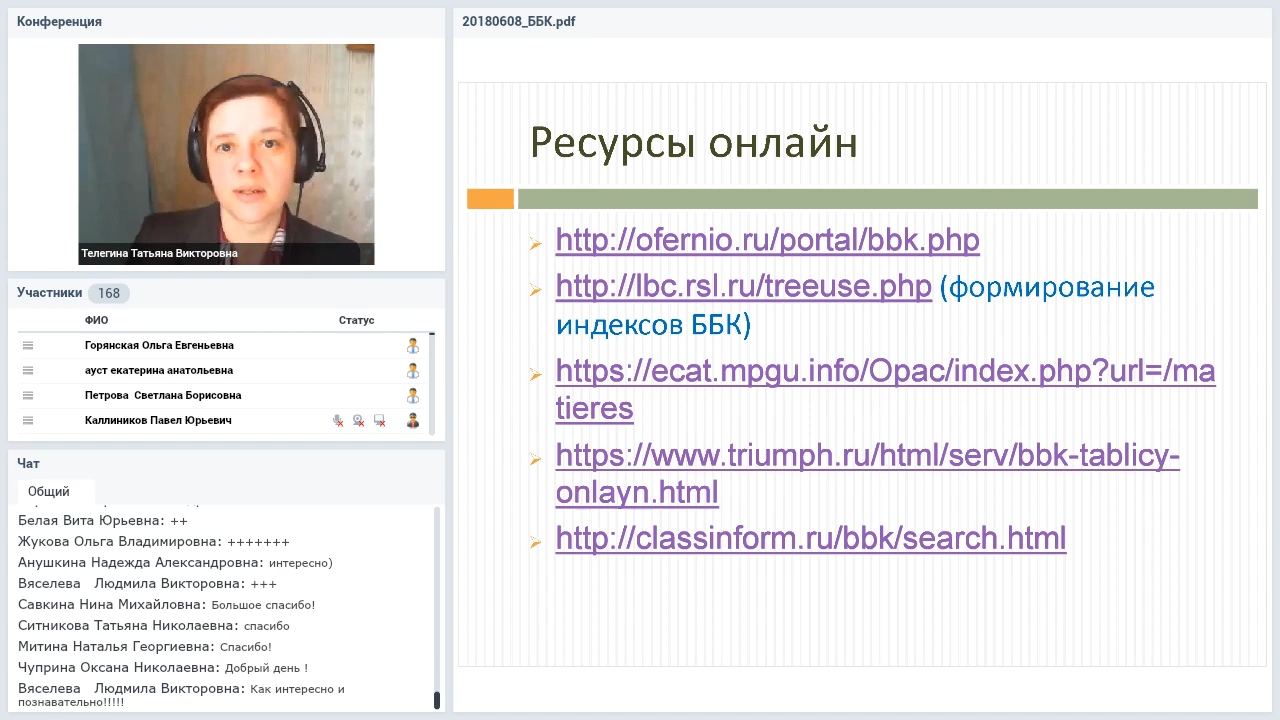 Конференция
Телегина Татьяна Викторовна
Участники 168
ФИО Статус
Горянская Ольга Евгеньевна
ауст екатерина анатольевна
Петрова Светлана Борисовна
Каллиников Павел Юрьевич
Чат
Общий
Белая Вита Юрьевна: ++
Жукова Ольга Владимировна: +++++++
Анушкина Надежда Александровна: интересно)
Вяселева Людмила Викторовна: +++
Савкина Нина Михайловна: Большое спасибо!
Ситникова Татьяна Николаевна: спасибо
Митина Наталья Георгиевна: Спасибо!
Чуприна Оксана Николаевна: Добрый день !
Вяселева Людмила Викторовна: Как интересно и
познавательно!!!!!
20180608_ББК.pdf
Ресурсы онлайн
http://ofernio.ru/portal/bbk.php
http://lbc.rsl.ru/treeuse.php (формирование
индексов ББК)
https://ecat.mpgu.info/Opac/index.php?url=/ma
tieres
https://www.triumph.ru/html/serv/bbk-tablicy-
onlayn.html
http://classinform.ru/bbk/search.html